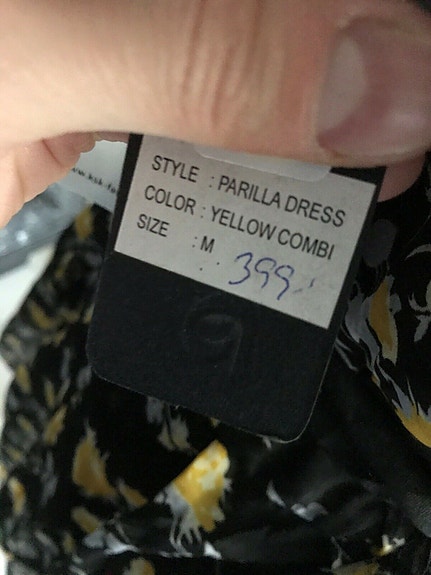 STYLE : PARILLA DRESS
COLOR : YELLOW COMBI
SIZE : M
399.-